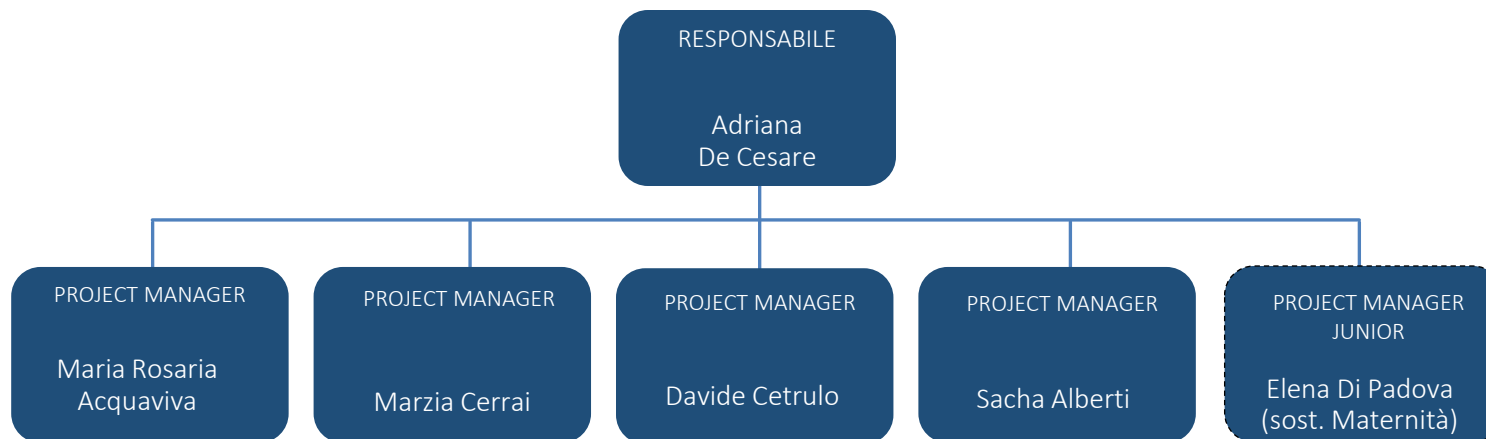 RESPONSABILE
Adriana
De Cesare
PROJECT MANAGER
Maria Rosaria
Acquaviva
PROJECT MANAGER
Marzia Cerrai
PROJECT MANAGER
Davide Cetrulo
PROJECT MANAGER
Sacha Alberti
PROJECT MANAGER
JUNIOR
Elena Di Padova
(sost. Maternità)